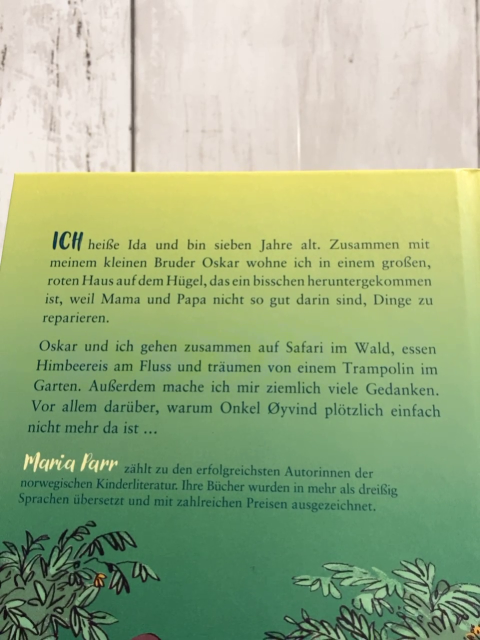 ICH heiße Ida und bin sieben Jahre alt. Zusammen mit
meinem kleinen Bruder Oskar wohne ich in einem großen,
roten Haus auf dem Hügel, das ein bisschen heruntergekommen
ist, weil Mama und Papa nicht so gut darin sind, Dinge zu
reparieren.
Oskar und ich gehen zusammen auf Safari im Wald, essen
Himbeereis am Fluss und träumen von einem Trampolin im
Garten. Außerdem mache ich mir ziemlich viele Gedanken.
Vor allem darüber, warum Onkel Øyvind plötzlich einfach
nicht mehr da ist ...
Maria Parr zählt zu den erfolgreichsten Autorinnen der
norwegischen Kinderliteratur. Ihre Bücher wurden in mehr als dreißig
Sprachen übersetzt und mit zahlreichen Preisen ausgezeichnet.